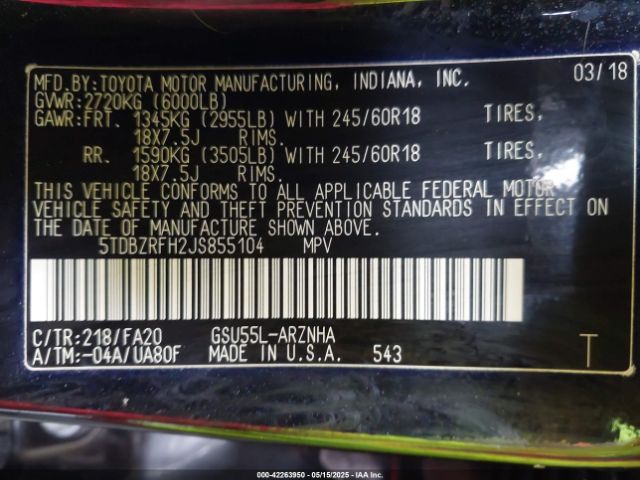 MFD.BY:TOYOTA MOTOR MANUFACTURING, INDIANA, INC. 03/18
GVWR:2720KG (6000LB)
GAWR:FRT. 1345KG (2955LB) WITH 245/60R18 TIRES,
18X7.5J RIMS.
RR. 1590KG (3505LB) WITH 245/60R18 TIRES,
18X7.5J RIMS.
THIS VEHICLE CONFORMS TO ALL APPLICABLE FEDERAL MOTOR
VEHICLE SAFETY AND THEFT PREVENTION STANDARDS IN EFFECT ON
THE DATE OF MANUFACTURE SHOWN ABOVE.
5TDBZRFH2JS855104 MPV
C/TR:218/FA20 GSU55L-ARZNHA
A/TM:-04A/UA80F MADE IN U.S.A. 543 T
000-42263950 - 05/15/2025 - IAAI.COM